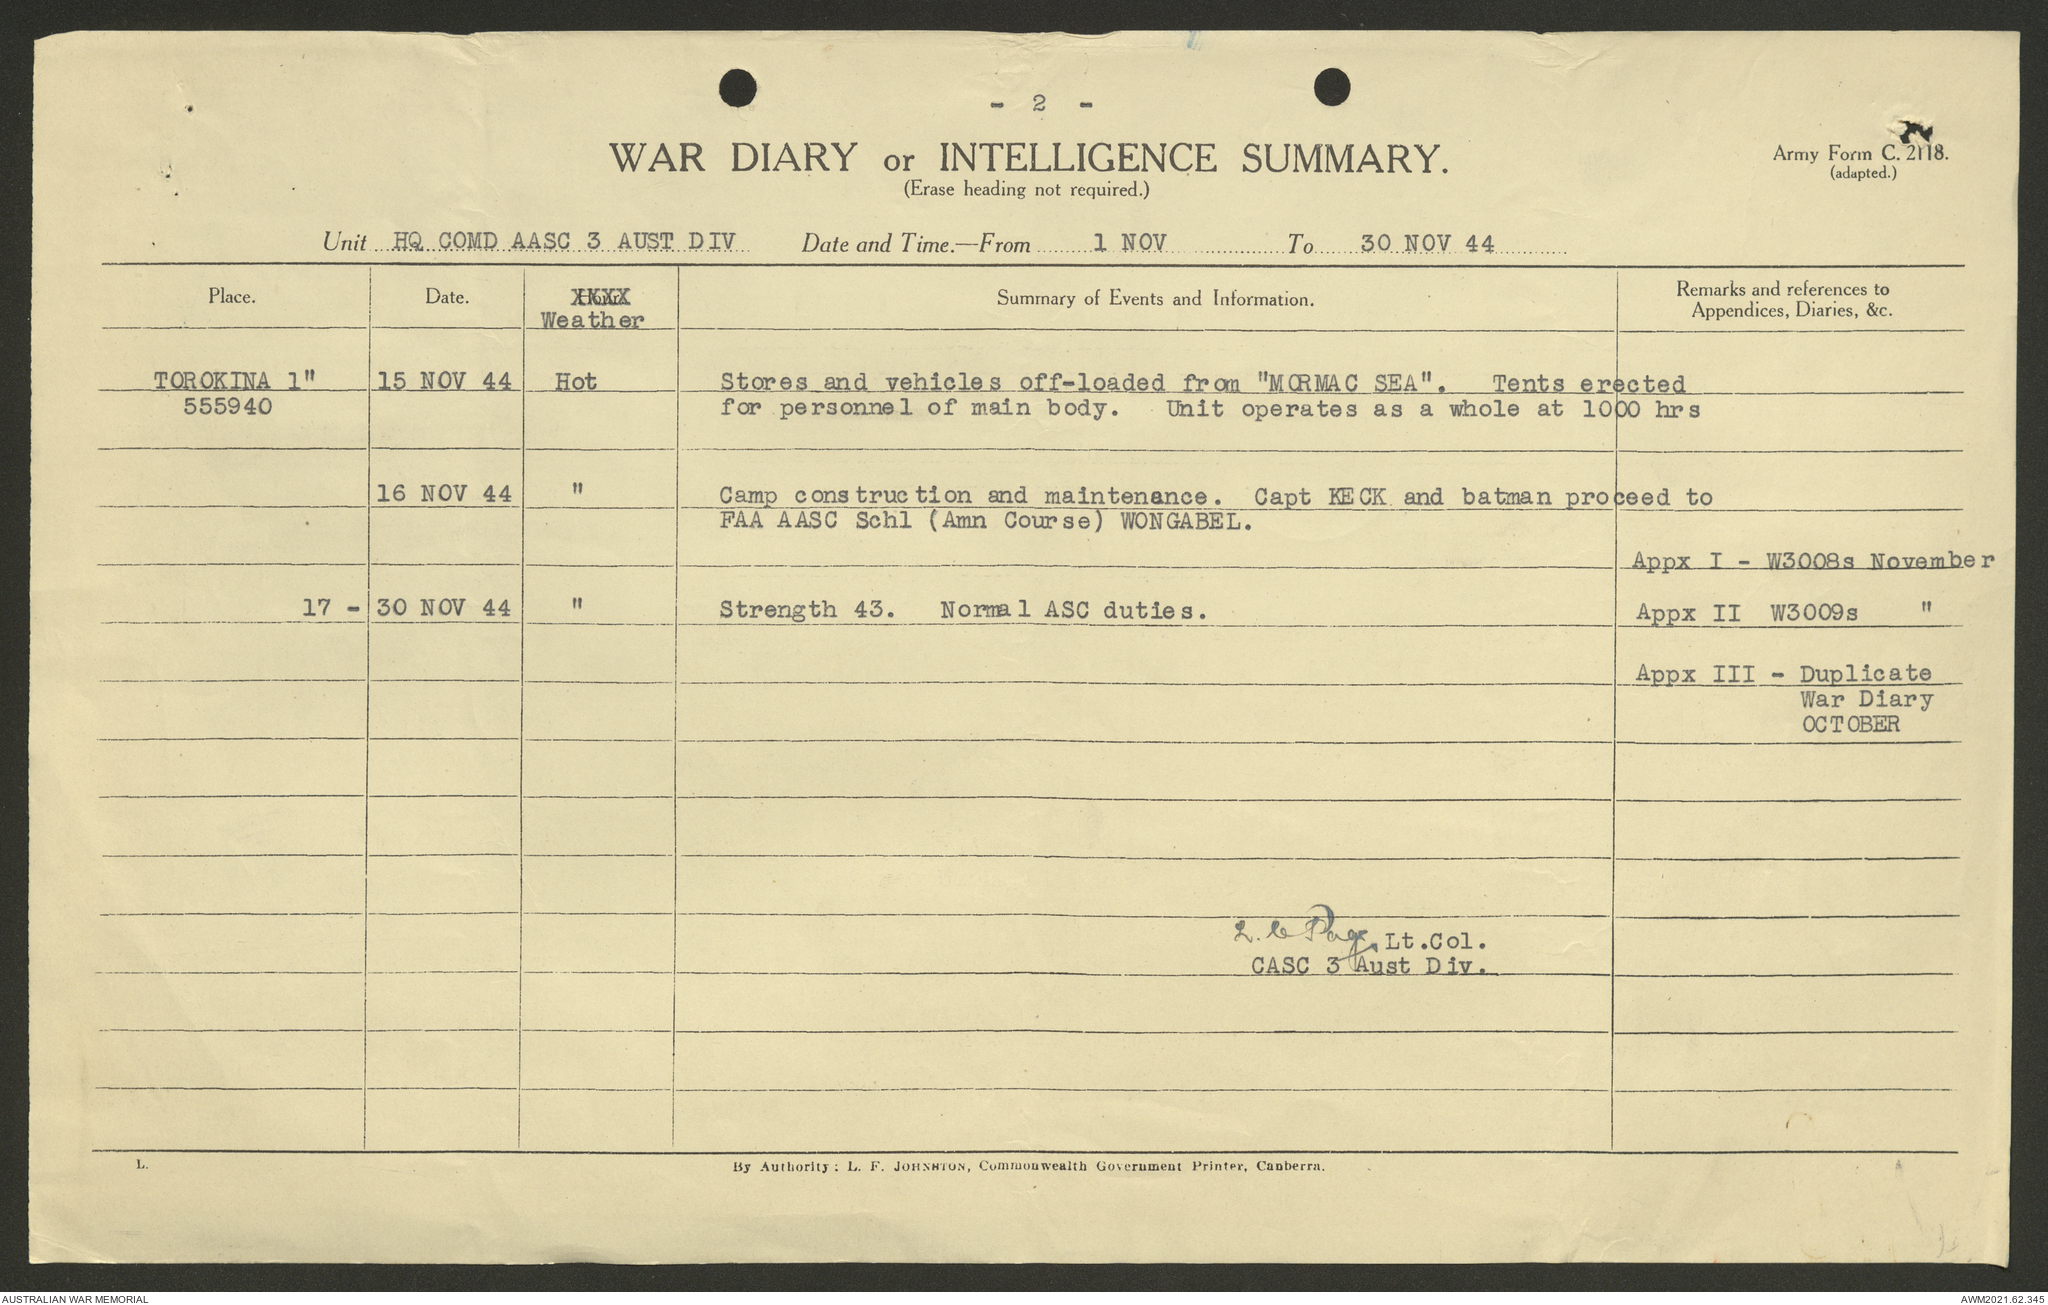 - 2 -
WAR DIARY or INTELLIGENCE SUMMARY.
(Erase heading not required.)
Army Form C. 2118.
(adapted.)
Unit HQ COMD AASC 3 AUST DIV Date and Time.—From 1 NOV To 30 NOV 44
Place. Date. Hour. Weather Summary of Events and Information. Remarks and references to Appendices, Diaries, &c.
TOROKINA 1" 15 NOV 44 Hot Stores and vehicles off-loaded from "MORMAC SEA". Tents erected
555940 for personnel of main body. Unit operates as a whole at 1000 hrs
16 NOV 44 " Camp construction and maintenance. Capt KECK and batman proceed to
FAA AASC Schl (Amn Course) WONGABEL.
Appx I - W3008s November
17 - 30 NOV 44 " Strength 43. Normal ASC duties. Appx II W3009s "
Appx III - Duplicate
War Diary
OCTOBER
Lt.Col.
CASC 3 Aust Div.
L.
By Authority: L. F. JOHNSTON, Commonwealth Government Printer, Canberra.
AUSTRALIAN WAR MEMORIAL
AWM2021.62.345